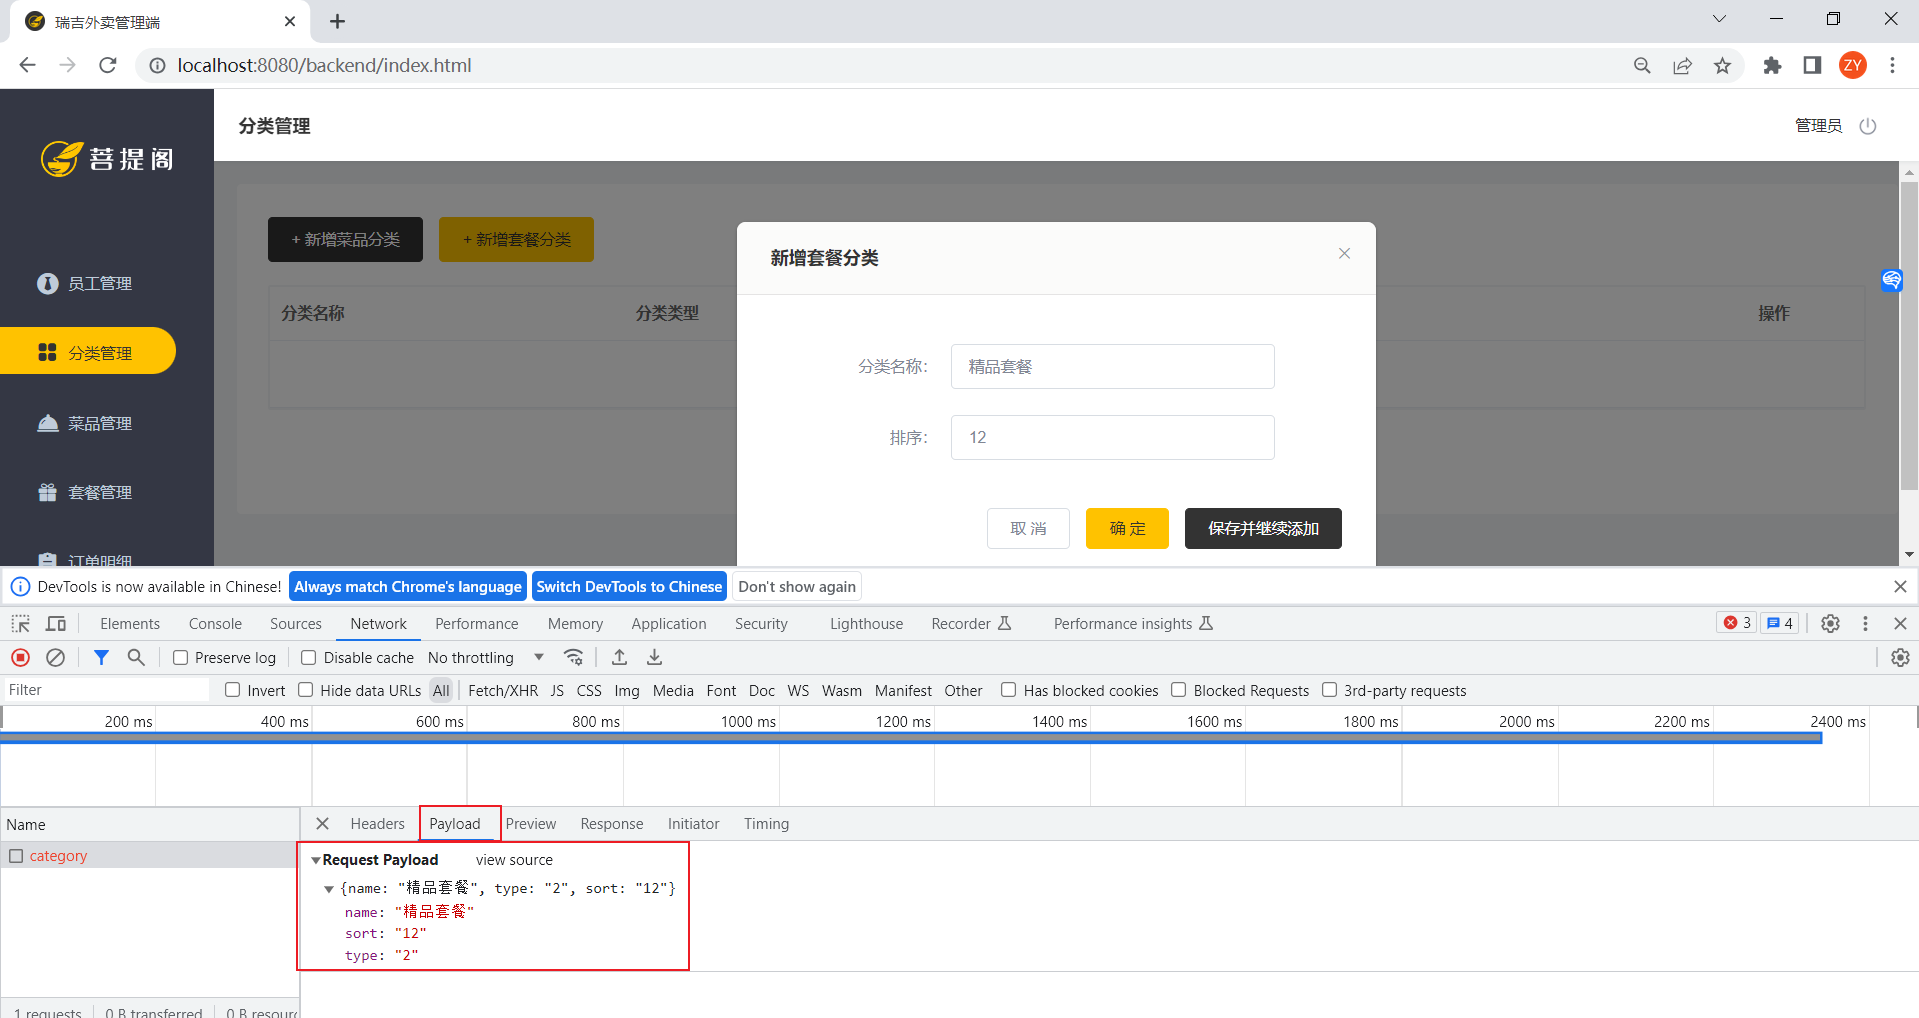 瑞吉外卖管理端
localhost:8080/backend/index.html
ZY
菩提阁
分类管理
管理员
员工管理
分类管理
菜品管理
套餐管理
订单明细
+ 新增菜品分类
+ 新增套餐分类
分类名称
分类类型
操作
新增套餐分类
分类名称:
精品套餐
排序:
12
取 消
确 定
保存并继续添加
DevTools is now available in Chinese!
Always match Chrome's language
Switch DevTools to Chinese
Don't show again
Elements
Console
Sources
Network
Performance
Memory
Application
Security
Lighthouse
Recorder
Performance insights
3
4
Preserve log
Disable cache
No throttling
Filter
Invert
Hide data URLs
All
Fetch/XHR
JS
CSS
Img
Media
Font
Doc
WS
Wasm
Manifest
Other
Has blocked cookies
Blocked Requests
3rd-party requests
200 ms
400 ms
600 ms
800 ms
1000 ms
1200 ms
1400 ms
1600 ms
1800 ms
2000 ms
2200 ms
2400 ms
Name
Headers
Payload
Preview
Response
Initiator
Timing
category
Request Payload
view source
{name: "精品套餐", type: "2", sort: "12"}
name: "精品套餐"
sort: "12"
type: "2"
1 requests
0 B transferred
0 B resourc